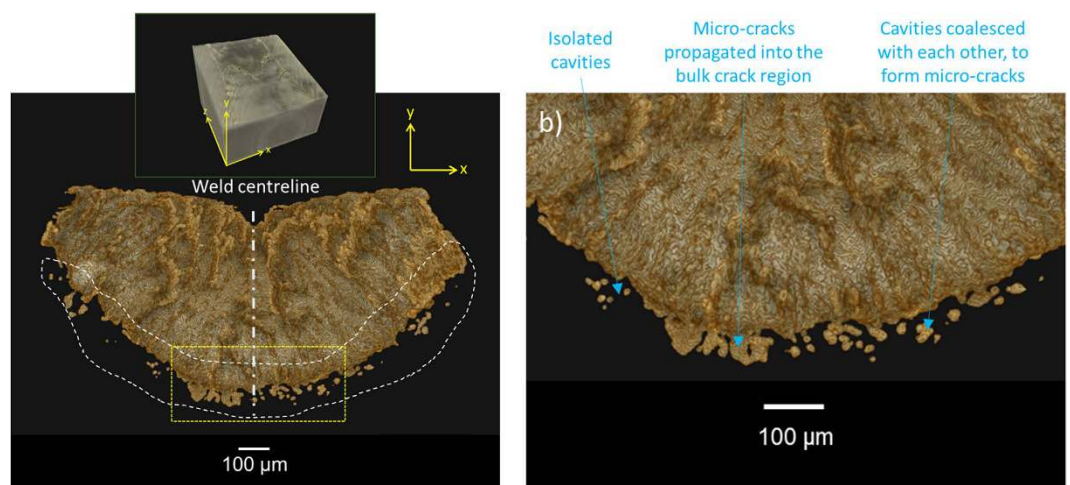 z
y
x
y
x
Weld centreline
100 µm
Isolated
cavities
Micro-cracks
propagated into the
bulk crack region
Cavities coalesced
with each other, to
form micro-cracks
b)
100 µm